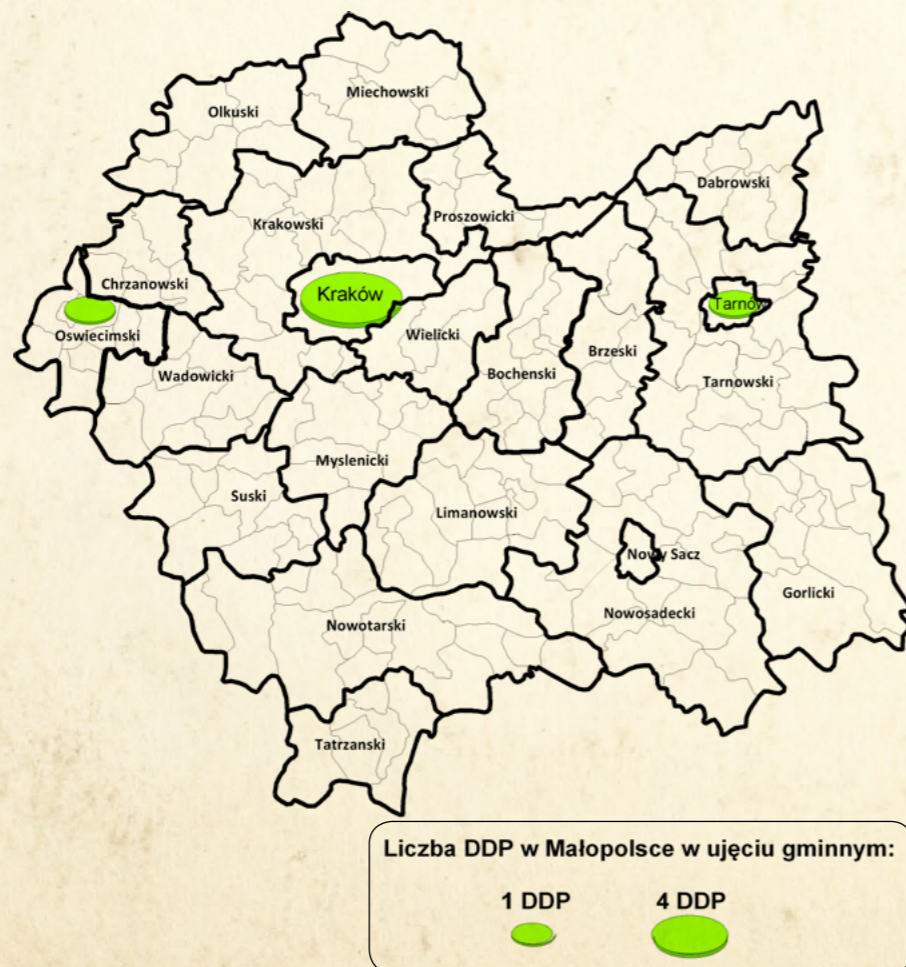 Miechowski
Olkuski
Dabrowski
Krakowski
Proszowicki
Chrzanowski
Kraków
Tarnów
Oswiecimski
Wielicki
Brzeski
Wadowicki
Bochenski
Tarnowski
Myslenicki
Suski
Limanowski
Nowy Sacz
Gorlicki
Nowosadecki
Nowotarski
Tatrzanski
Liczba DDP w Małopolsce w ujęciu gminnym:
1 DDP 4 DDP